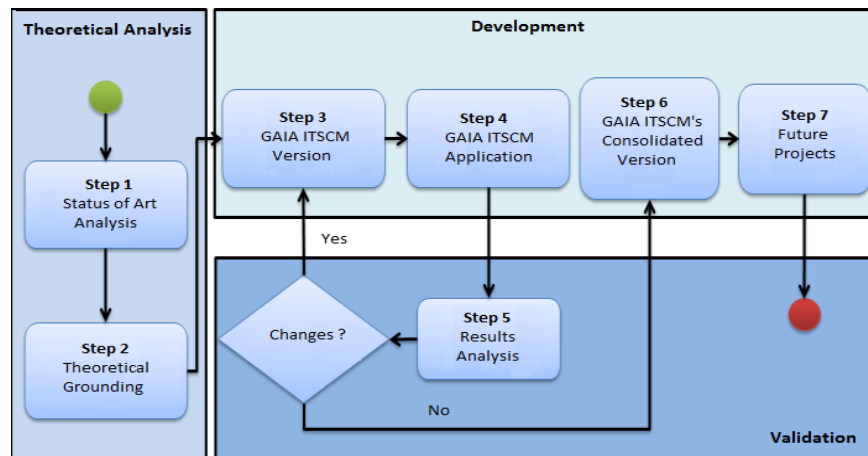 Theoretical Analysis
Step 1
Status of Art
Analysis
Step 2
Theoretical
Grounding
Development
Step 3
GAIA ITSCM
Version
Step 4
GAIA ITSCM
Application
Step 6
GAIA ITSCM's
Consolidated
Version
Step 7
Future
Projects
Yes
Changes ?
Step 5
Results
Analysis
No
Validation